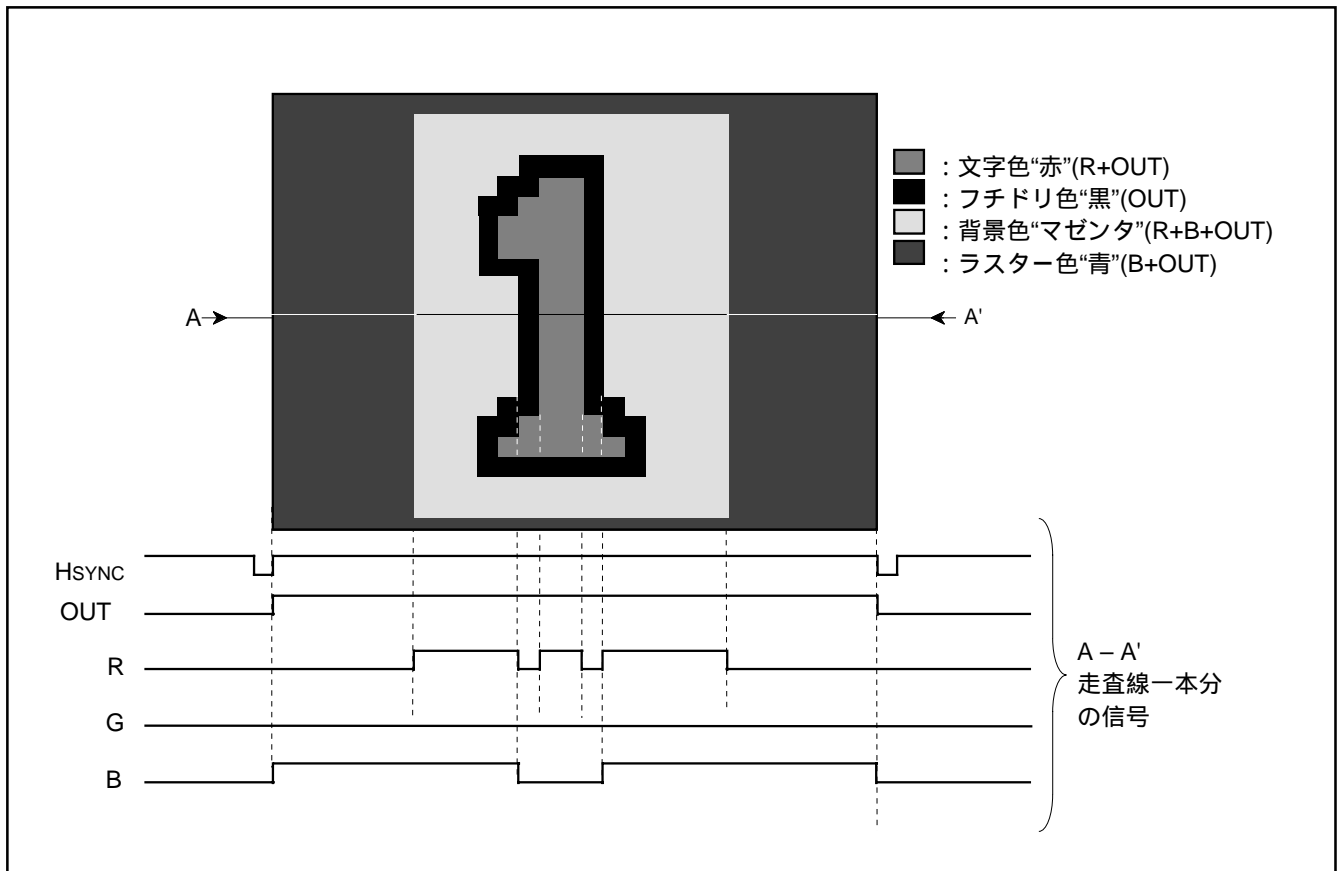 ：文字色“赤”(R+OUT)
：フチドリ色“黒”(OUT)
：背景色“マゼンタ”(R+B+OUT)
：ラスター色“青”(B+OUT)
A
A'
HSYNC
OUT
R
G
B
A – A'
走査線一本分
の信号